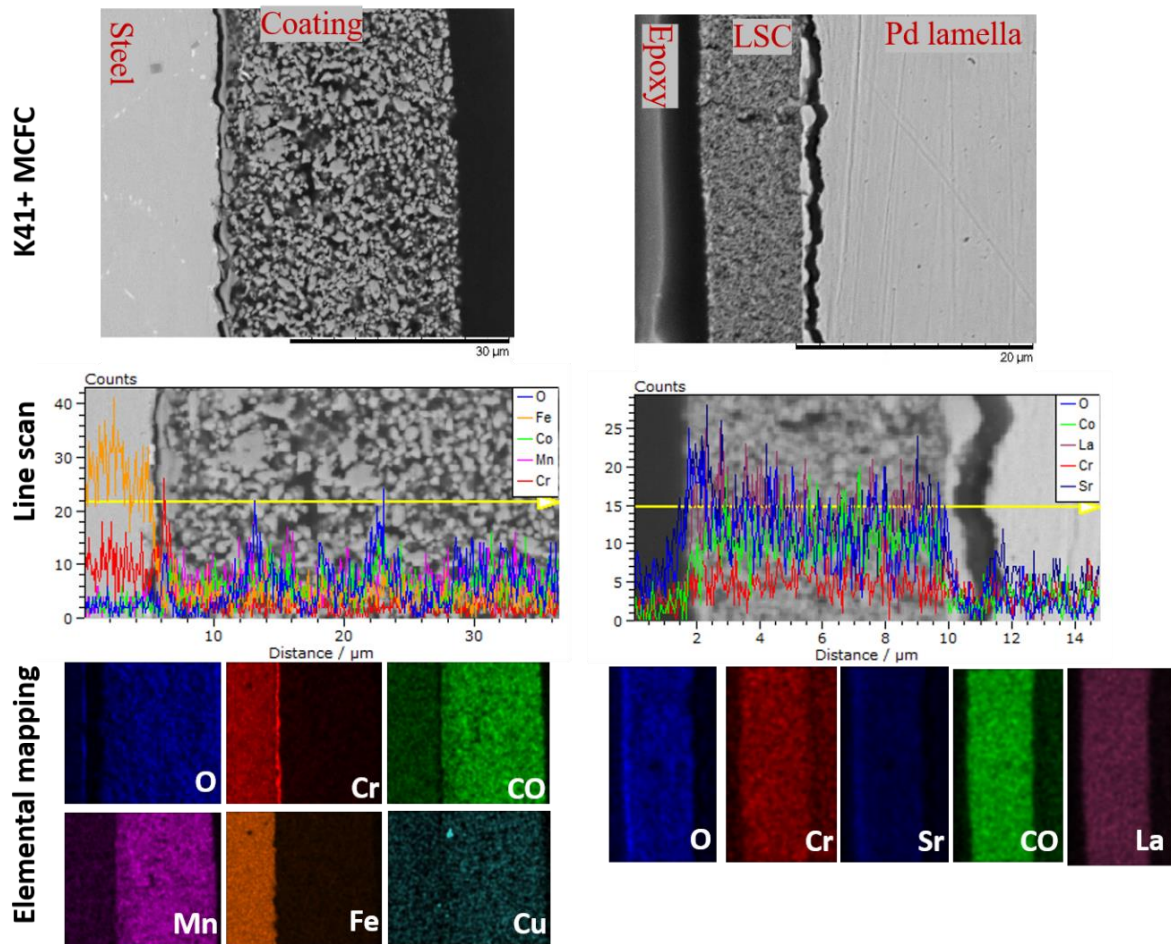 K41+ MCFC
Steel
Coating
30 µm
Epoxy
LSC
Pd lamella
20 µm
Line scan
Counts
40
30
20
10
0
10
20
30
Distance / µm
O
Fe
Co
Mn
Cr
Counts
25
20
15
10
5
0
2
4
6
8
10
12
14
Distance / µm
O
Co
La
Cr
Sr
Elemental mapping
O
Cr
CO
Mn
Fe
Cu
O
Cr
Sr
CO
La